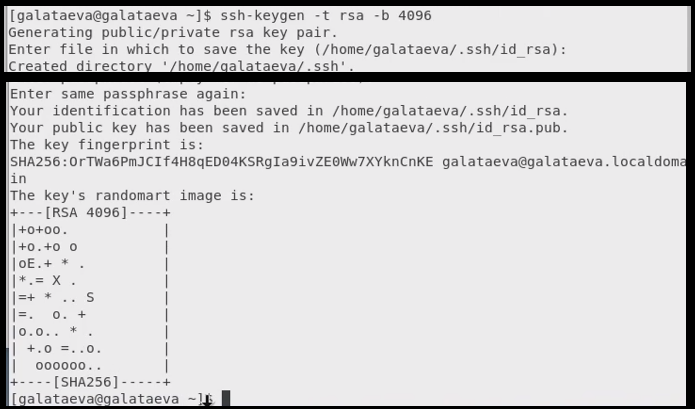 [galataeva@galataeva ~]$ ssh-keygen -t rsa -b 4096
Generating public/private rsa key pair.
Enter file in which to save the key (/home/galataeva/.ssh/id_rsa):
Created directory '/home/galataeva/.ssh'.
Enter same passphrase again:
Your identification has been saved in /home/galataeva/.ssh/id_rsa.
Your public key has been saved in /home/galataeva/.ssh/id_rsa.pub.
The key fingerprint is:
SHA256:OrTWa6PmJCIf4H8qED04KSRgIa9ivZE0Ww7XYknCnKE galataeva@galataeva.localdoma
in
The key's randomart image is:
+---[RSA 4096]----+
|+o+oo.           |
|+o.+o o          |
|oE.+ * .         |
|*.= X .          |
|=+ * .. S        |
|=.  o. +         |
|o.o.. * .        |
| +.o =..o.       |
|  oooooo..       |
+----[SHA256]-----+
[galataeva@galataeva ~]$